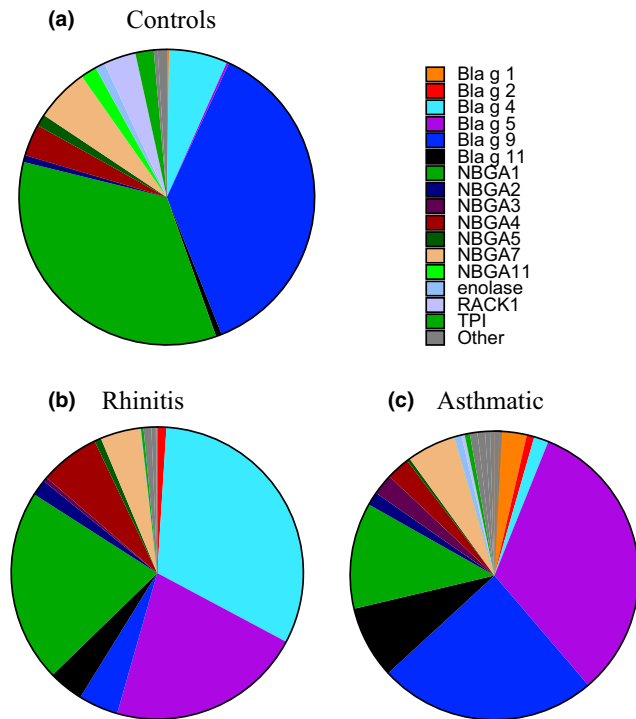 (a) Controls
Bla g 1
Bla g 2
Bla g 4
Bla g 5
Bla g 9
Bla g 11
NBGA1
NBGA2
NBGA3
NBGA4
NBGA5
NBGA7
NBGA11
enolase
RACK1
TPI
Other
(b) Rhinitis
(c) Asthmatic